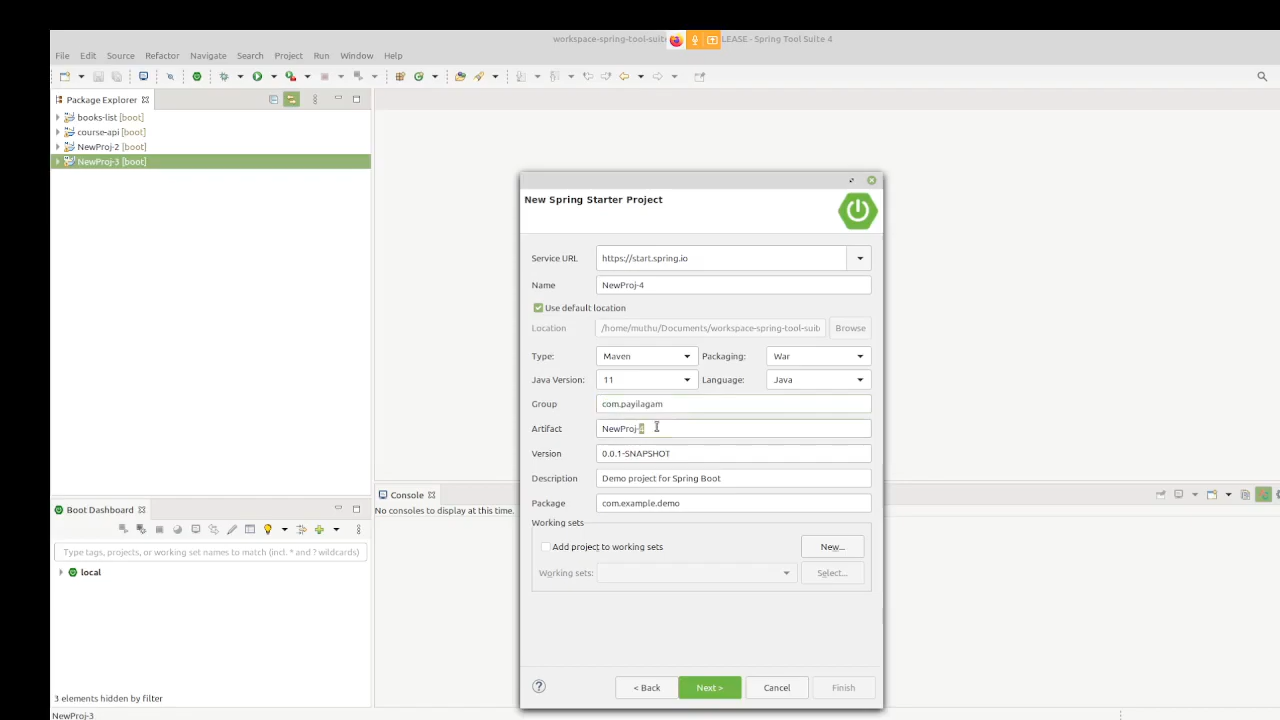 workspace-spring-tool-suit LEASE - Spring Tool Suite 4
File Edit Source Refactor Navigate Search Project Run Window Help
Package Explorer
books-list [boot]
course-api [boot]
NewProj-2 [boot]
NewProj-3 [boot]
New Spring Starter Project
Service URL https://start.spring.io
Name NewProj-4
Use default location
Location /home/muthu/Documents/workspace-spring-tool-suib Browse
Type: Maven Packaging: War
Java Version: 11 Language: Java
Group com.payilagam
Artifact NewProj-4
Version 0.0.1-SNAPSHOT
Description Demo project for Spring Boot
Package com.example.demo
Working sets
Add project to working sets New...
Working sets: Select...
< Back Next > Cancel Finish
Console
No consoles to display at this time.
Boot Dashboard
Type tags, projects, or working set names to match (incl. * and ? wildcards)
local
3 elements hidden by filter
NewProj-3